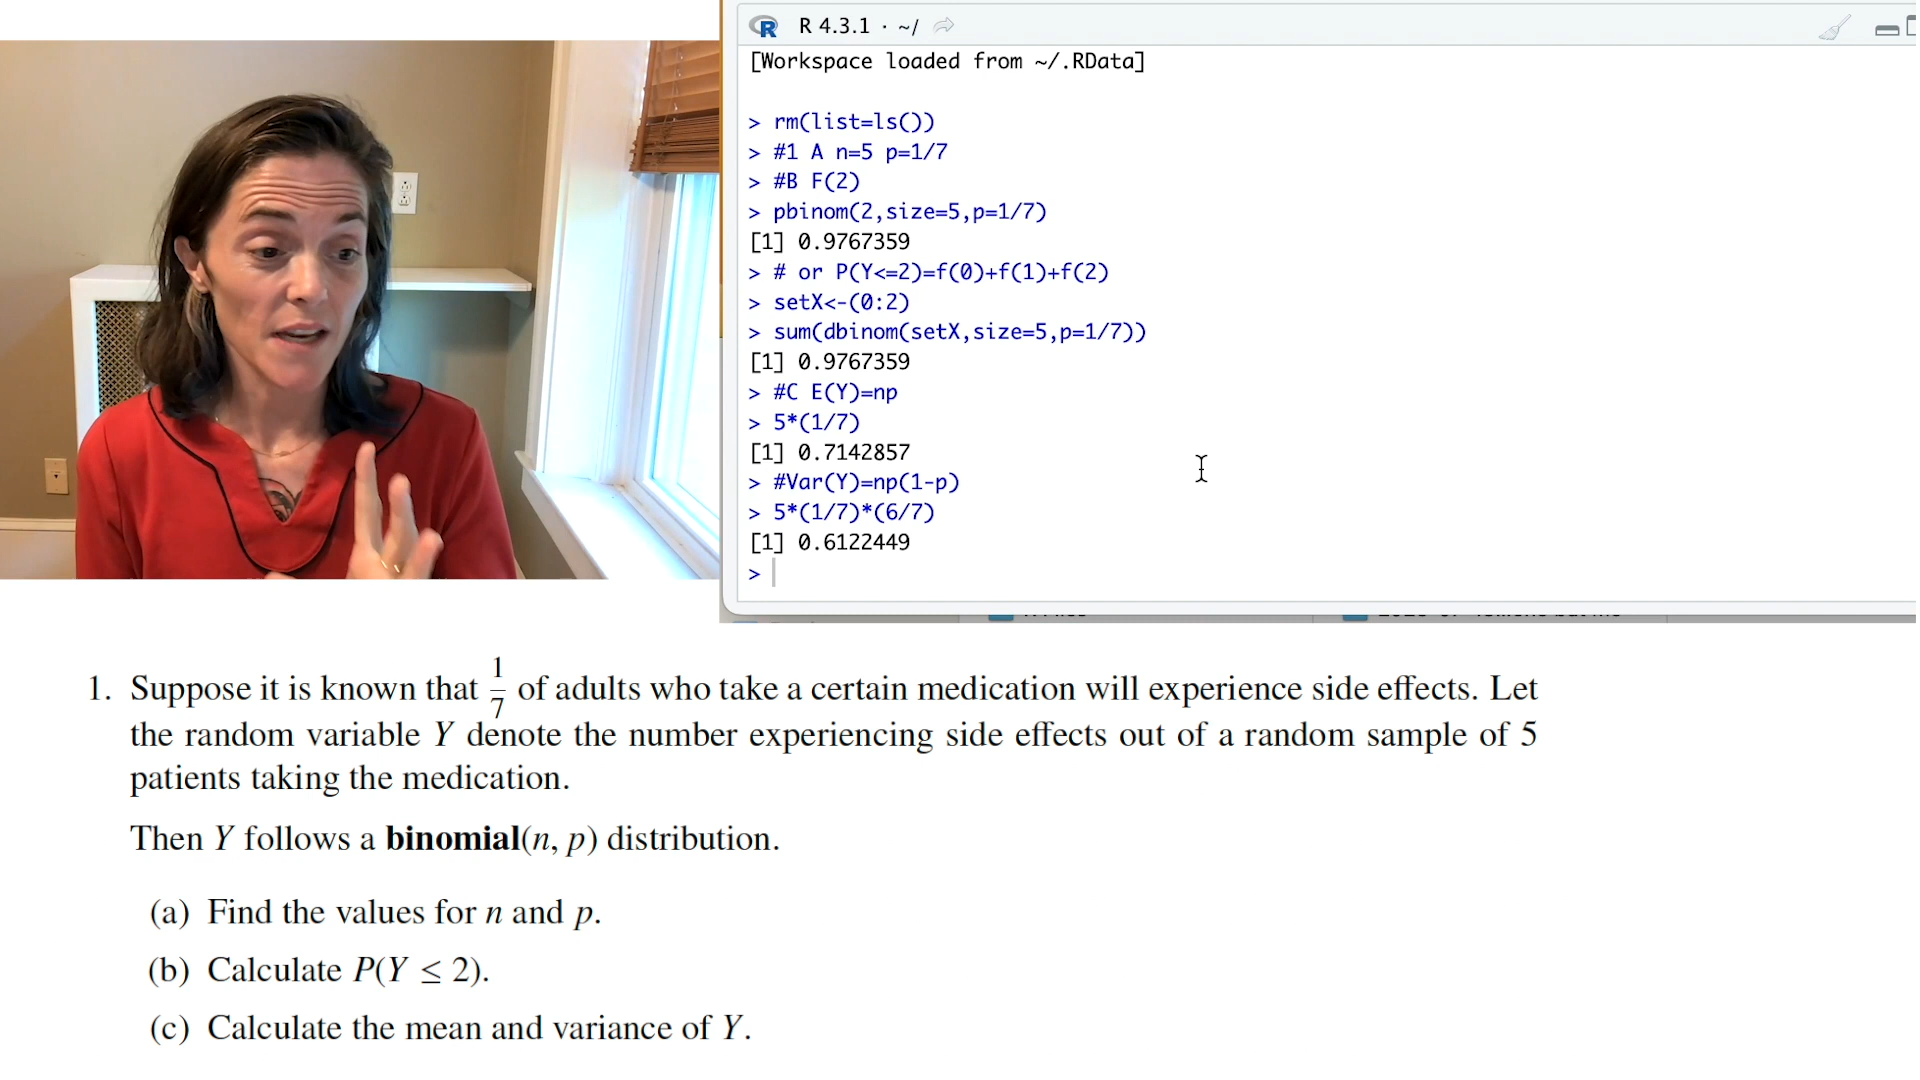 R 4.3.1 · ~/
[Workspace loaded from ~/.RData]
> rm(list=ls())
> #1 A n=5 p=1/7
> #B F(2)
> pbinom(2,size=5,p=1/7)
[1] 0.9767359
> # or P(Y<=2)=f(0)+f(1)+f(2)
> setX<-(0:2)
> sum(dbinom(setX,size=5,p=1/7))
[1] 0.9767359
> #C E(Y)=np
> 5*(1/7)
[1] 0.7142857
> #Var(Y)=np(1-p)
> 5*(1/7)*(6/7)
[1] 0.6122449
>
1. Suppose it is known that 1/7 of adults who take a certain medication will experience side effects. Let
the random variable Y denote the number experiencing side effects out of a random sample of 5
patients taking the medication.
Then Y follows a binomial(n, p) distribution.
(a) Find the values for n and p.
(b) Calculate P(Y ≤ 2).
(c) Calculate the mean and variance of Y.